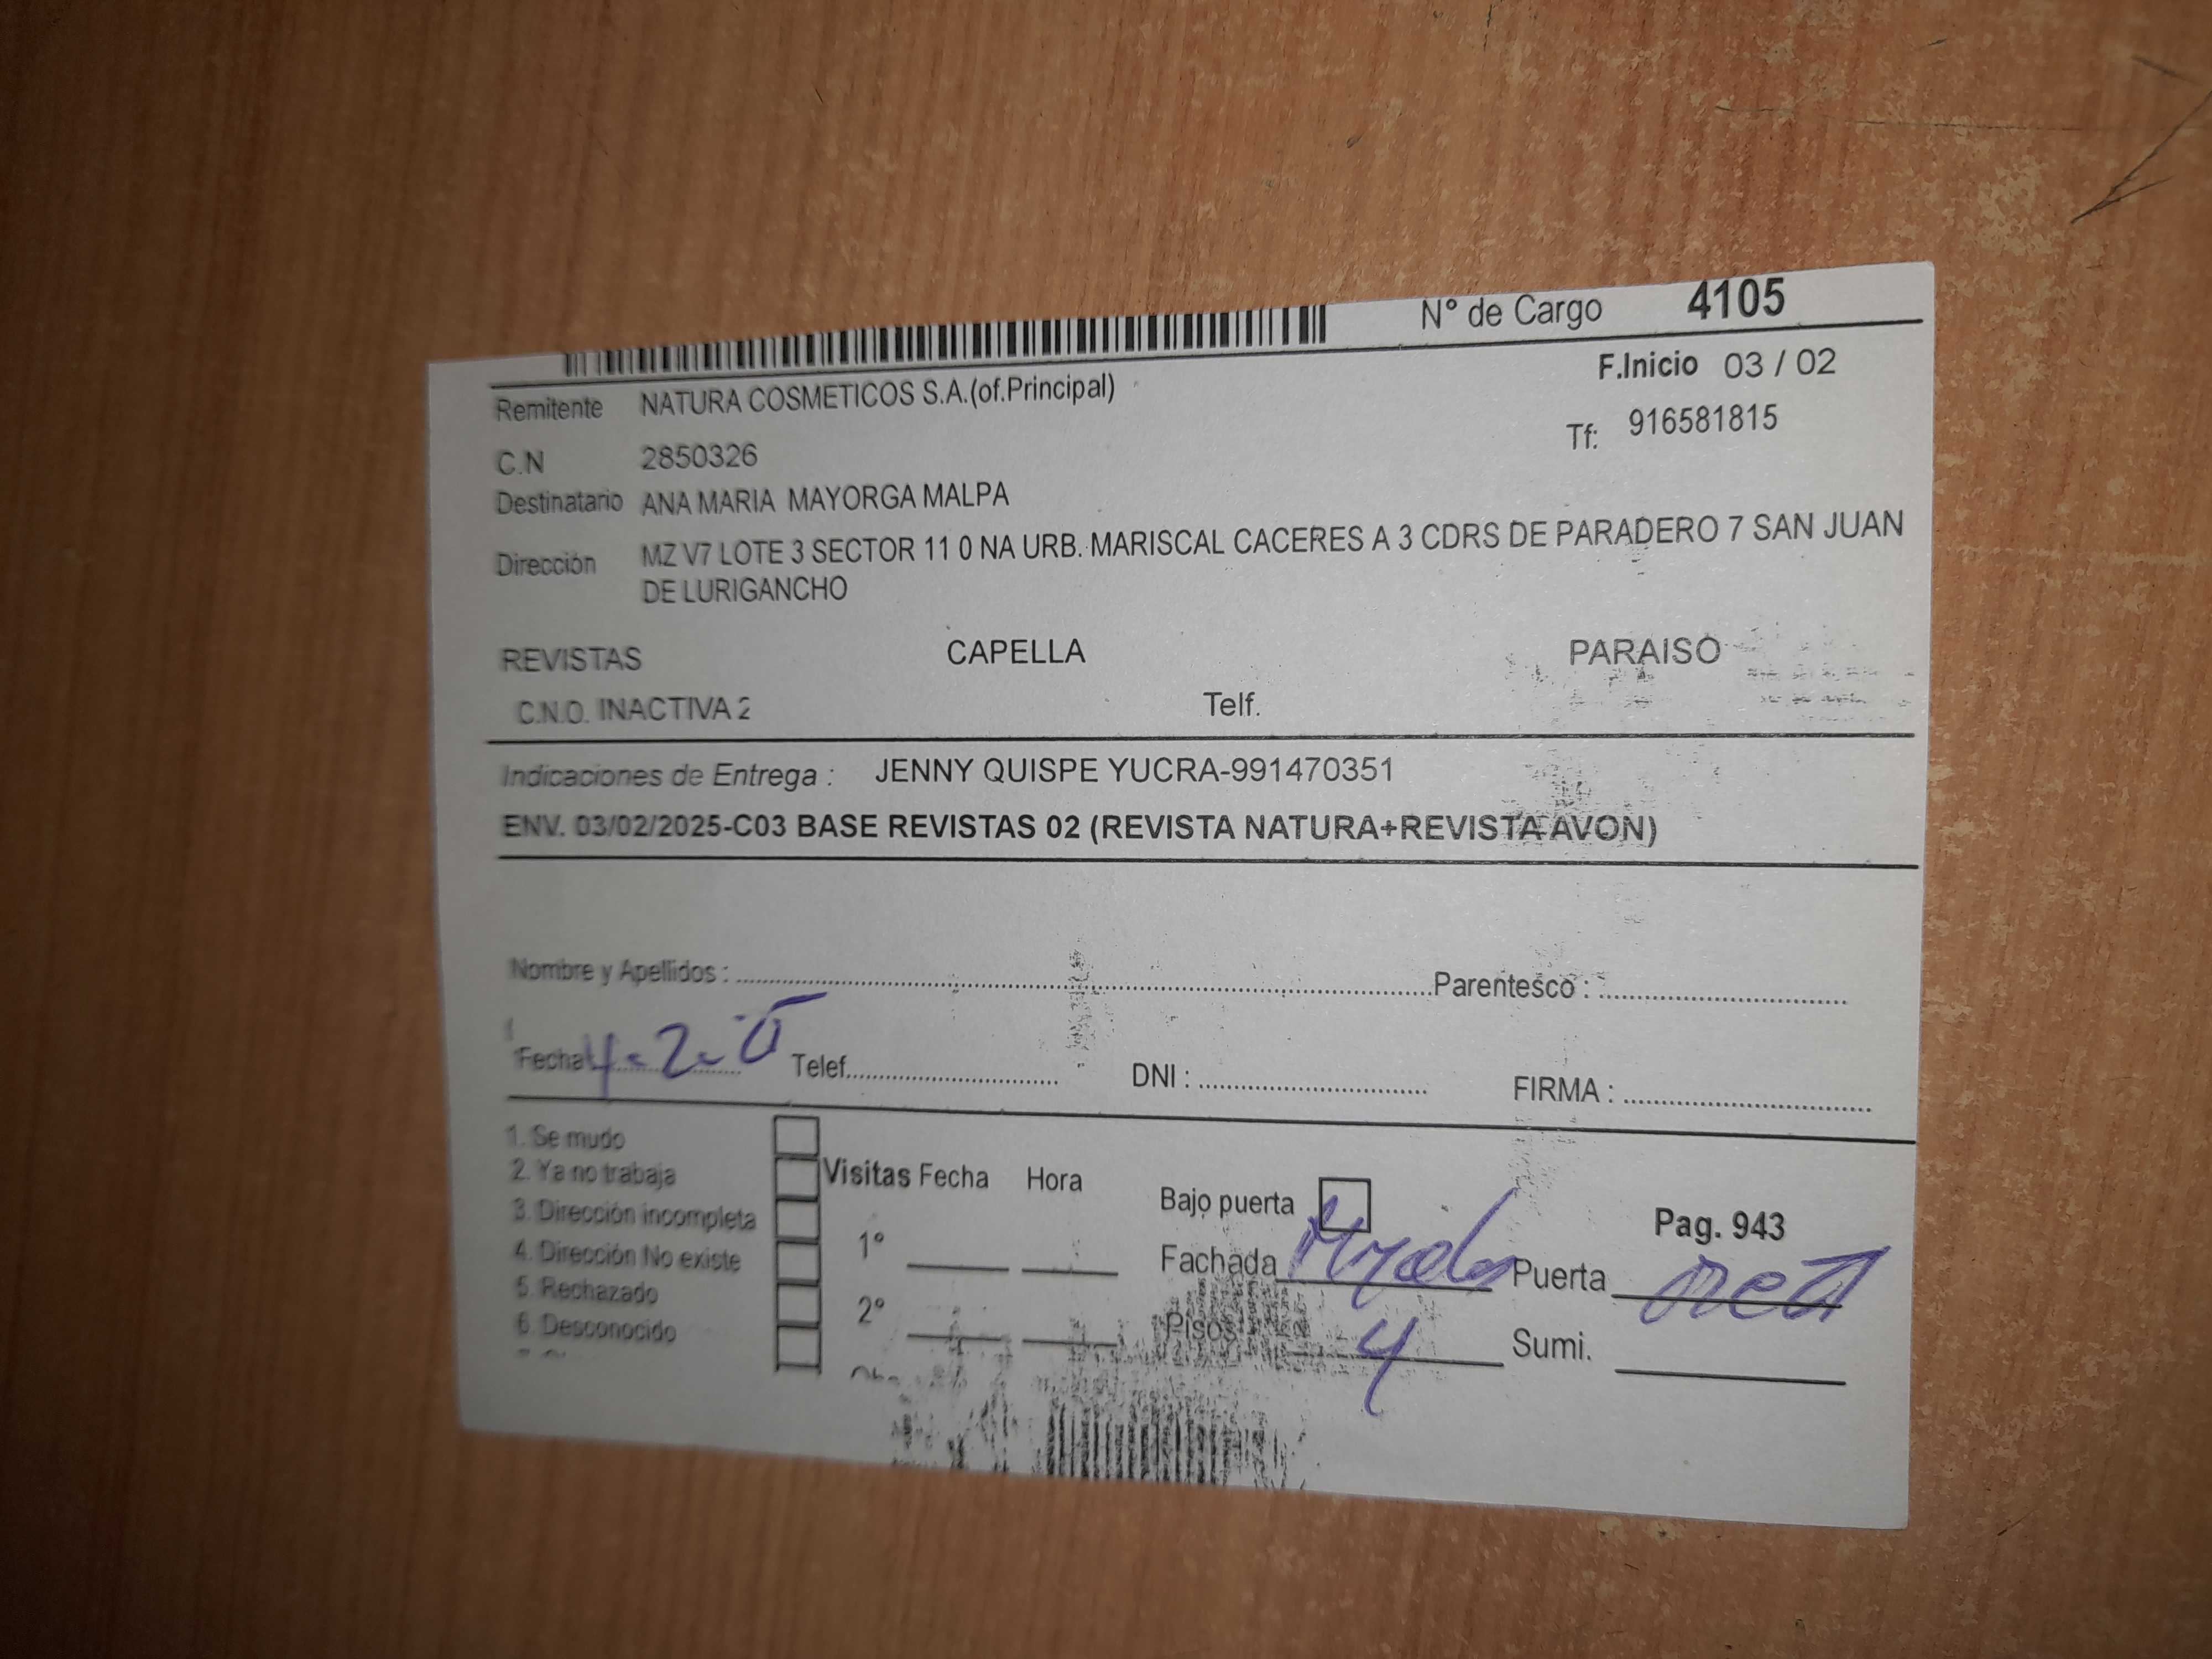 N° de Cargo 4105
F.Inicio 03 / 02
Remitente NATURA COSMETICOS S.A.(of.Principal)
Tf: 916581815
C.N 2850326
Destinatario ANA MARIA MAYORGA MALPA
Dirección MZ V7 LOTE 3 SECTOR 11 0 NA URB. MARISCAL CACERES A 3 CDRS DE PARADERO 7 SAN JUAN
DE LURIGANCHO
REVISTAS CAPELLA PARAISO
C.N.O. INACTIVA 2 Telf.
Indicaciones de Entrega : JENNY QUISPE YUCRA-991470351
ENV. 03/02/2025-C03 BASE REVISTAS 02 (REVISTA NATURA+REVISTA AVON)
Nombre y Apellidos : Parentesco :
Fecha 4-2- Telef. DNI : FIRMA :
1. Se mudo
2. Ya no trabaja
3. Dirección incompleta
4. Dirección No existe
5. Rechazado
6. Desconocido
Visitas Fecha Hora
1°
2°
Bajo puerta
Pag. 943
Fachada Puerta
Pisos 4 Sumi.